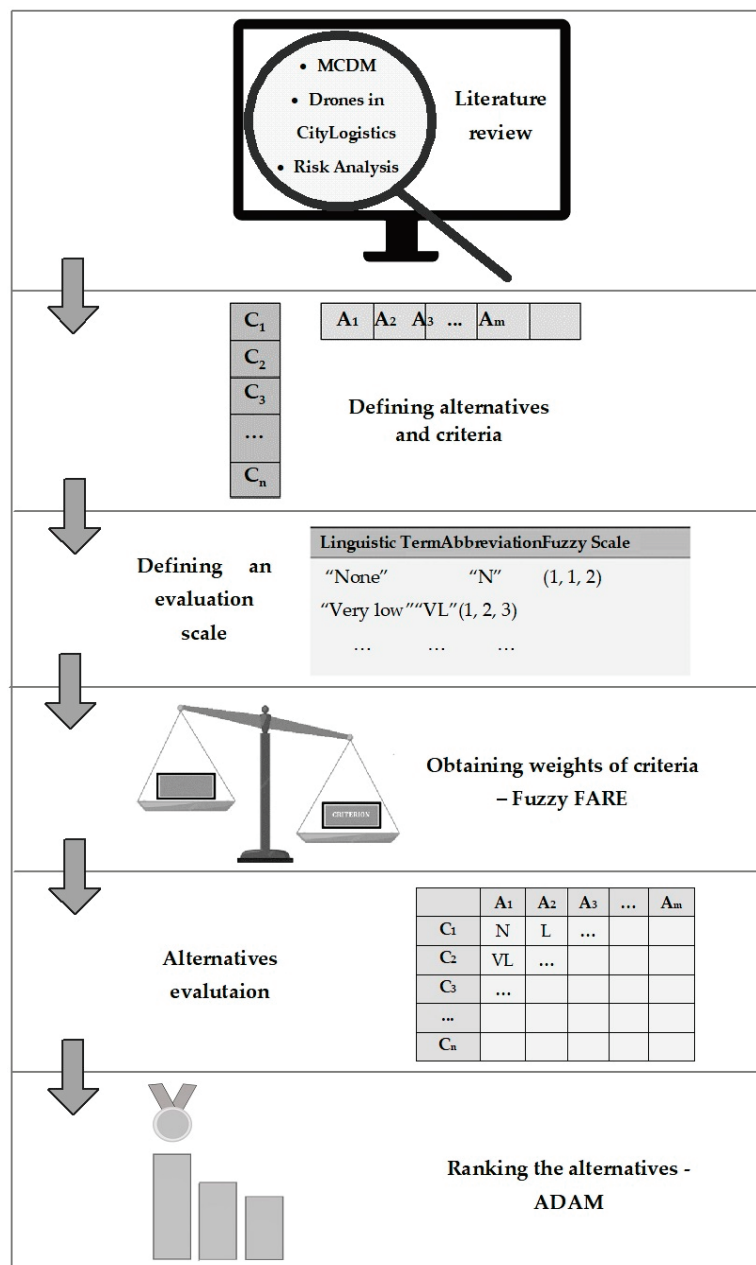 • MCDM
• Drones in
CityLogistics
• Risk Analysis
Literature
review
C1
C2
C3
...
Cn
A1 A2 A3 ... Am
Defining alternatives
and criteria
Defining an
evaluation
scale
Linguistic TermAbbreviationFuzzy Scale
“None” “N” (1, 1, 2)
“Very low”“VL”(1, 2, 3)
... ... ...
CRITERION
Obtaining weights of criteria
– Fuzzy FARE
Alternatives
evalutaion
A1 A2 A3 ... Am
C1 N L ...
C2 VL ...
C3 ...
...
Cn
Ranking the alternatives -
ADAM